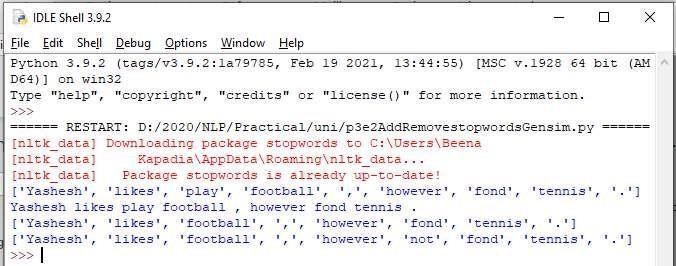 IDLE Shell 3.9.2
File Edit Shell Debug Options Window Help
Python 3.9.2 (tags/v3.9.2:1a79785, Feb 19 2021, 13:44:55) [MSC v.1928 64 bit (AM
D64)] on win32
Type "help", "copyright", "credits" or "license()" for more information.
>>>
====== RESTART: D:/2020/NLP/Practical/uni/p3e2AddRemovestopwordsGensim.py ======
[nltk_data] Downloading package stopwords to C:\Users\Beena
[nltk_data]     Kapadia\AppData\Roaming\nltk_data...
[nltk_data]   Package stopwords is already up-to-date!
['Yashesh', 'likes', 'play', 'football', ',', 'however', 'fond', 'tennis', '.']
Yashesh likes play football , however fond tennis .
['Yashesh', 'likes', 'football', ',', 'however', 'fond', 'tennis', '.']
['Yashesh', 'likes', 'football', ',', 'however', 'not', 'fond', 'tennis', '.']
>>>